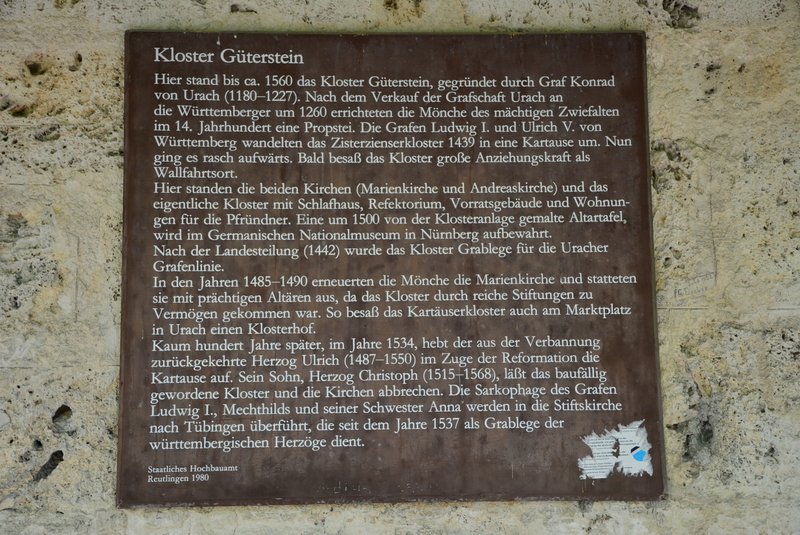 Kloster Güterstein
Hier stand bis ca. 1560 das Kloster Güterstein, gegründet durch Graf Konrad
von Urach (1180–1227). Nach dem Verkauf der Grafschaft Urach an
die Württemberger um 1260 errichteten die Mönche des mächtigen Zwiefalten
im 14. Jahrhundert eine Propstei. Die Grafen Ludwig I. und Ulrich V. von
Württemberg wandelten das Zisterzienserkloster 1439 in eine Kartause um. Nun
ging es rasch aufwärts. Bald besaß das Kloster große Anziehungskraft als
Wallfahrtsort.
Hier standen die beiden Kirchen (Marienkirche und Andreaskirche) und das
eigentliche Kloster mit Schlafhaus, Refektorium, Vorratsgebäude und Wohnun-
gen für die Pfründner. Eine um 1500 von der Klosteranlage gemalte Altartafel,
wird im Germanischen Nationalmuseum in Nürnberg aufbewahrt.
Nach der Landesteilung (1442) wurde das Kloster Grablege für die Uracher
Grafenlinie.
In den Jahren 1485–1490 erneuerten die Mönche die Marienkirche und statteten
sie mit prächtigen Altären aus, da das Kloster durch reiche Stiftungen zu
Vermögen gekommen war. So besaß das Kartäuserkloster auch am Marktplatz
in Urach einen Klosterhof.
Kaum hundert Jahre später, im Jahre 1534, hebt der aus der Verbannung
zurückgekehrte Herzog Ulrich (1487–1550) im Zuge der Reformation die
Kartause auf. Sein Sohn, Herzog Christoph (1515–1568), läßt das baufällig
gewordene Kloster und die Kirchen abbrechen. Die Sarkophage des Grafen
Ludwig I., Mechthilds und seiner Schwester Anna werden in die Stiftskirche
nach Tübingen überführt, die seit dem Jahre 1537 als Grablege der
württembergischen Herzöge dient.
Staatliches Hochbauamt
Reutlingen 1980